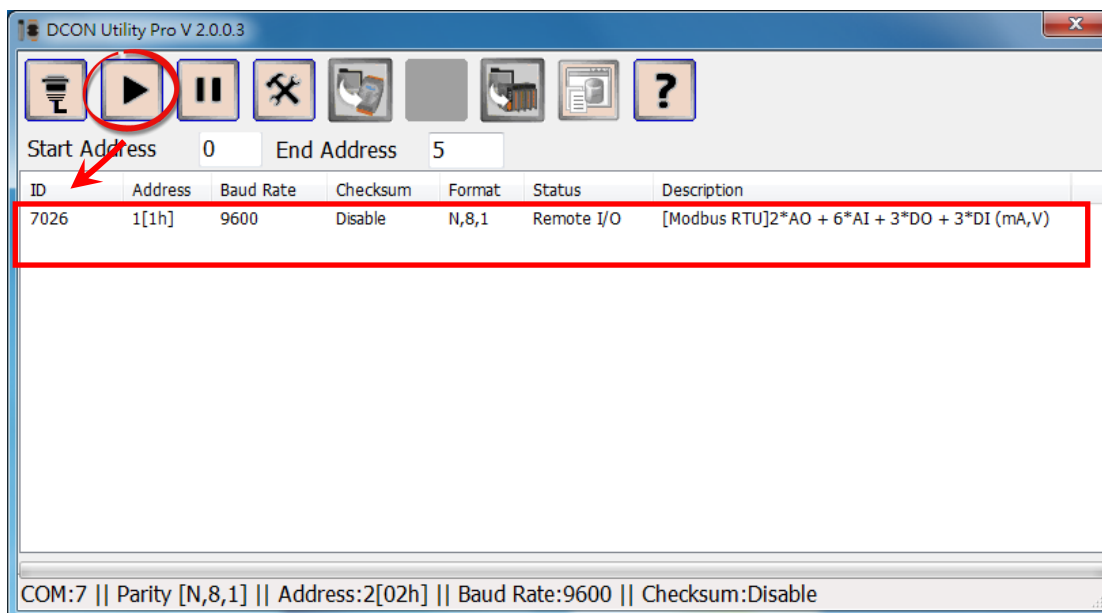 DCON Utility Pro V 2.0.0.3
x
?
Start Address 0 End Address 5
ID Address Baud Rate Checksum Format Status Description
7026 1[1h] 9600 Disable N,8,1 Remote I/O [Modbus RTU]2*AO + 6*AI + 3*DO + 3*DI (mA,V)
COM:7 || Parity [N,8,1] || Address:2[02h] || Baud Rate:9600 || Checksum:Disable